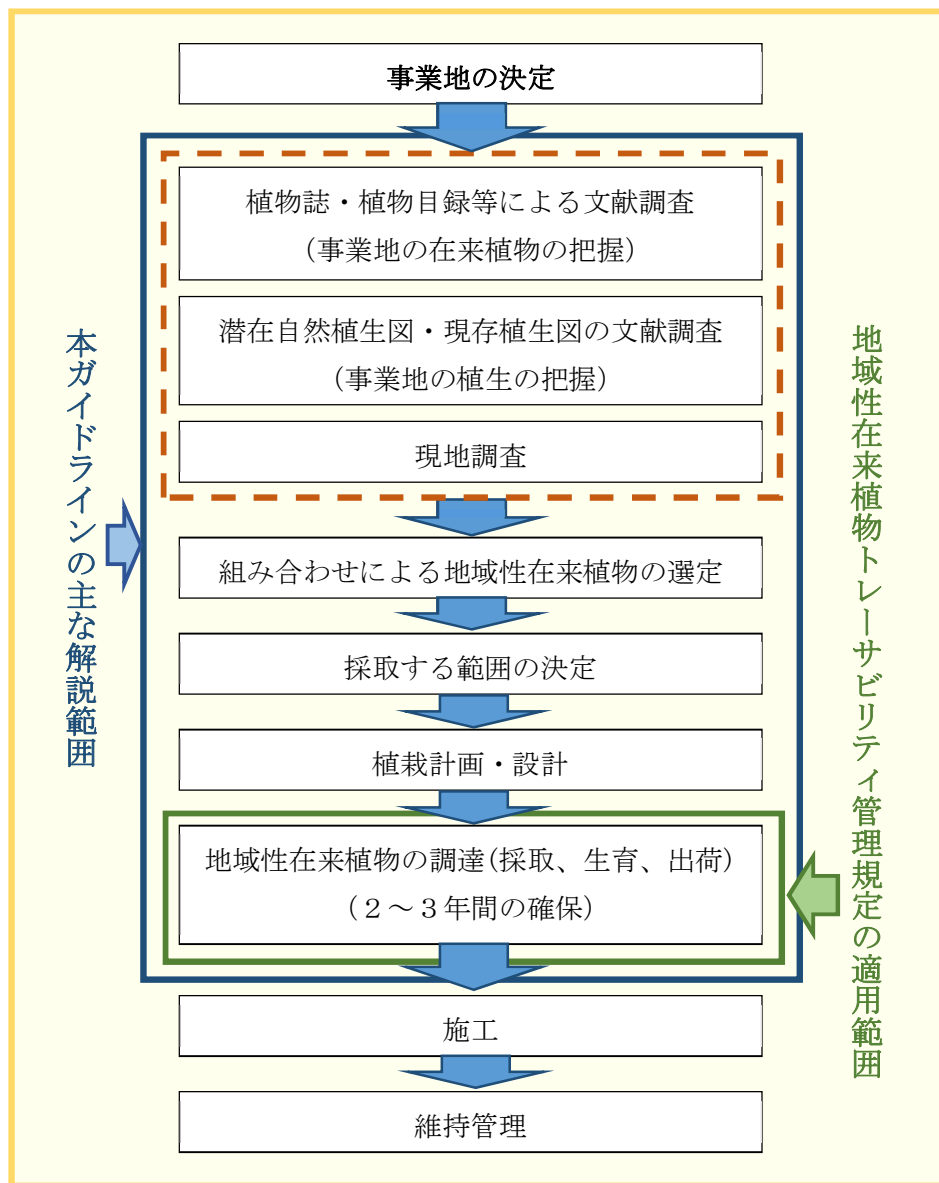 事業地の決定
植物誌・植物目録等による文献調査
（事業地の在来植物の把握）
潜在自然植生図・現存植生図の文献調査
（事業地の植生の把握）
現地調査
組み合わせによる地域性在来植物の選定
採取する範囲の決定
植栽計画・設計
地域性在来植物の調達(採取、生育、出荷)
（２～３年間の確保）
施工
維持管理
本ガイドラインの主な解説範囲
地域性在来植物トレーサビリティ管理規定の適用範囲